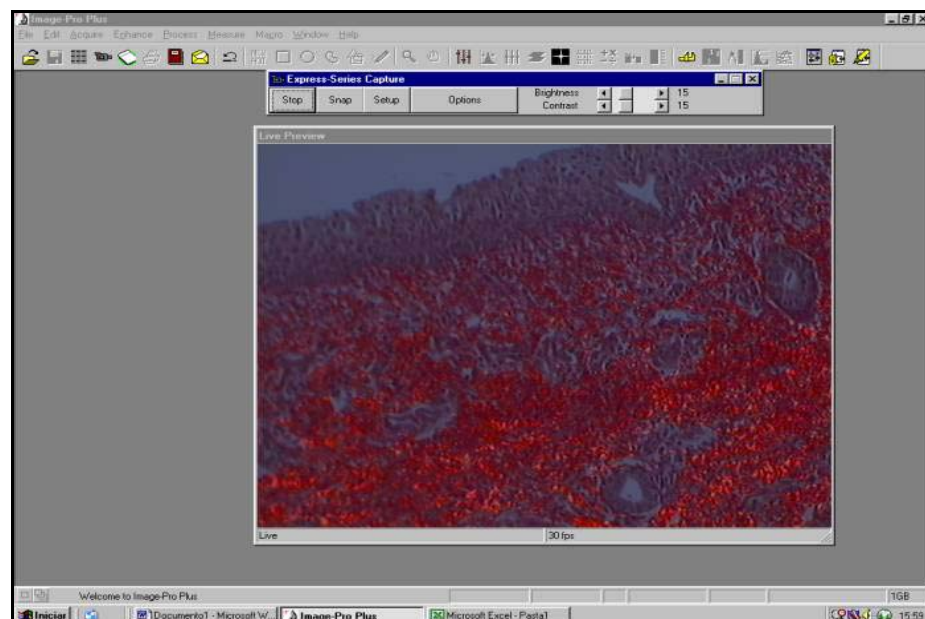 Image-Pro Plus
File Edit Acquire Enhance Process Measure Macro Window Help
Express-Series Capture
Stop Snap Setup Options Brightness 15
Contrast 15
Live Preview
Live 30 fps
Welcome to Image-Pro Plus 1GB
Iniciar Documento1 - Microsoft W... Image-Pro Plus Microsoft Excel - Pasta1 15:59